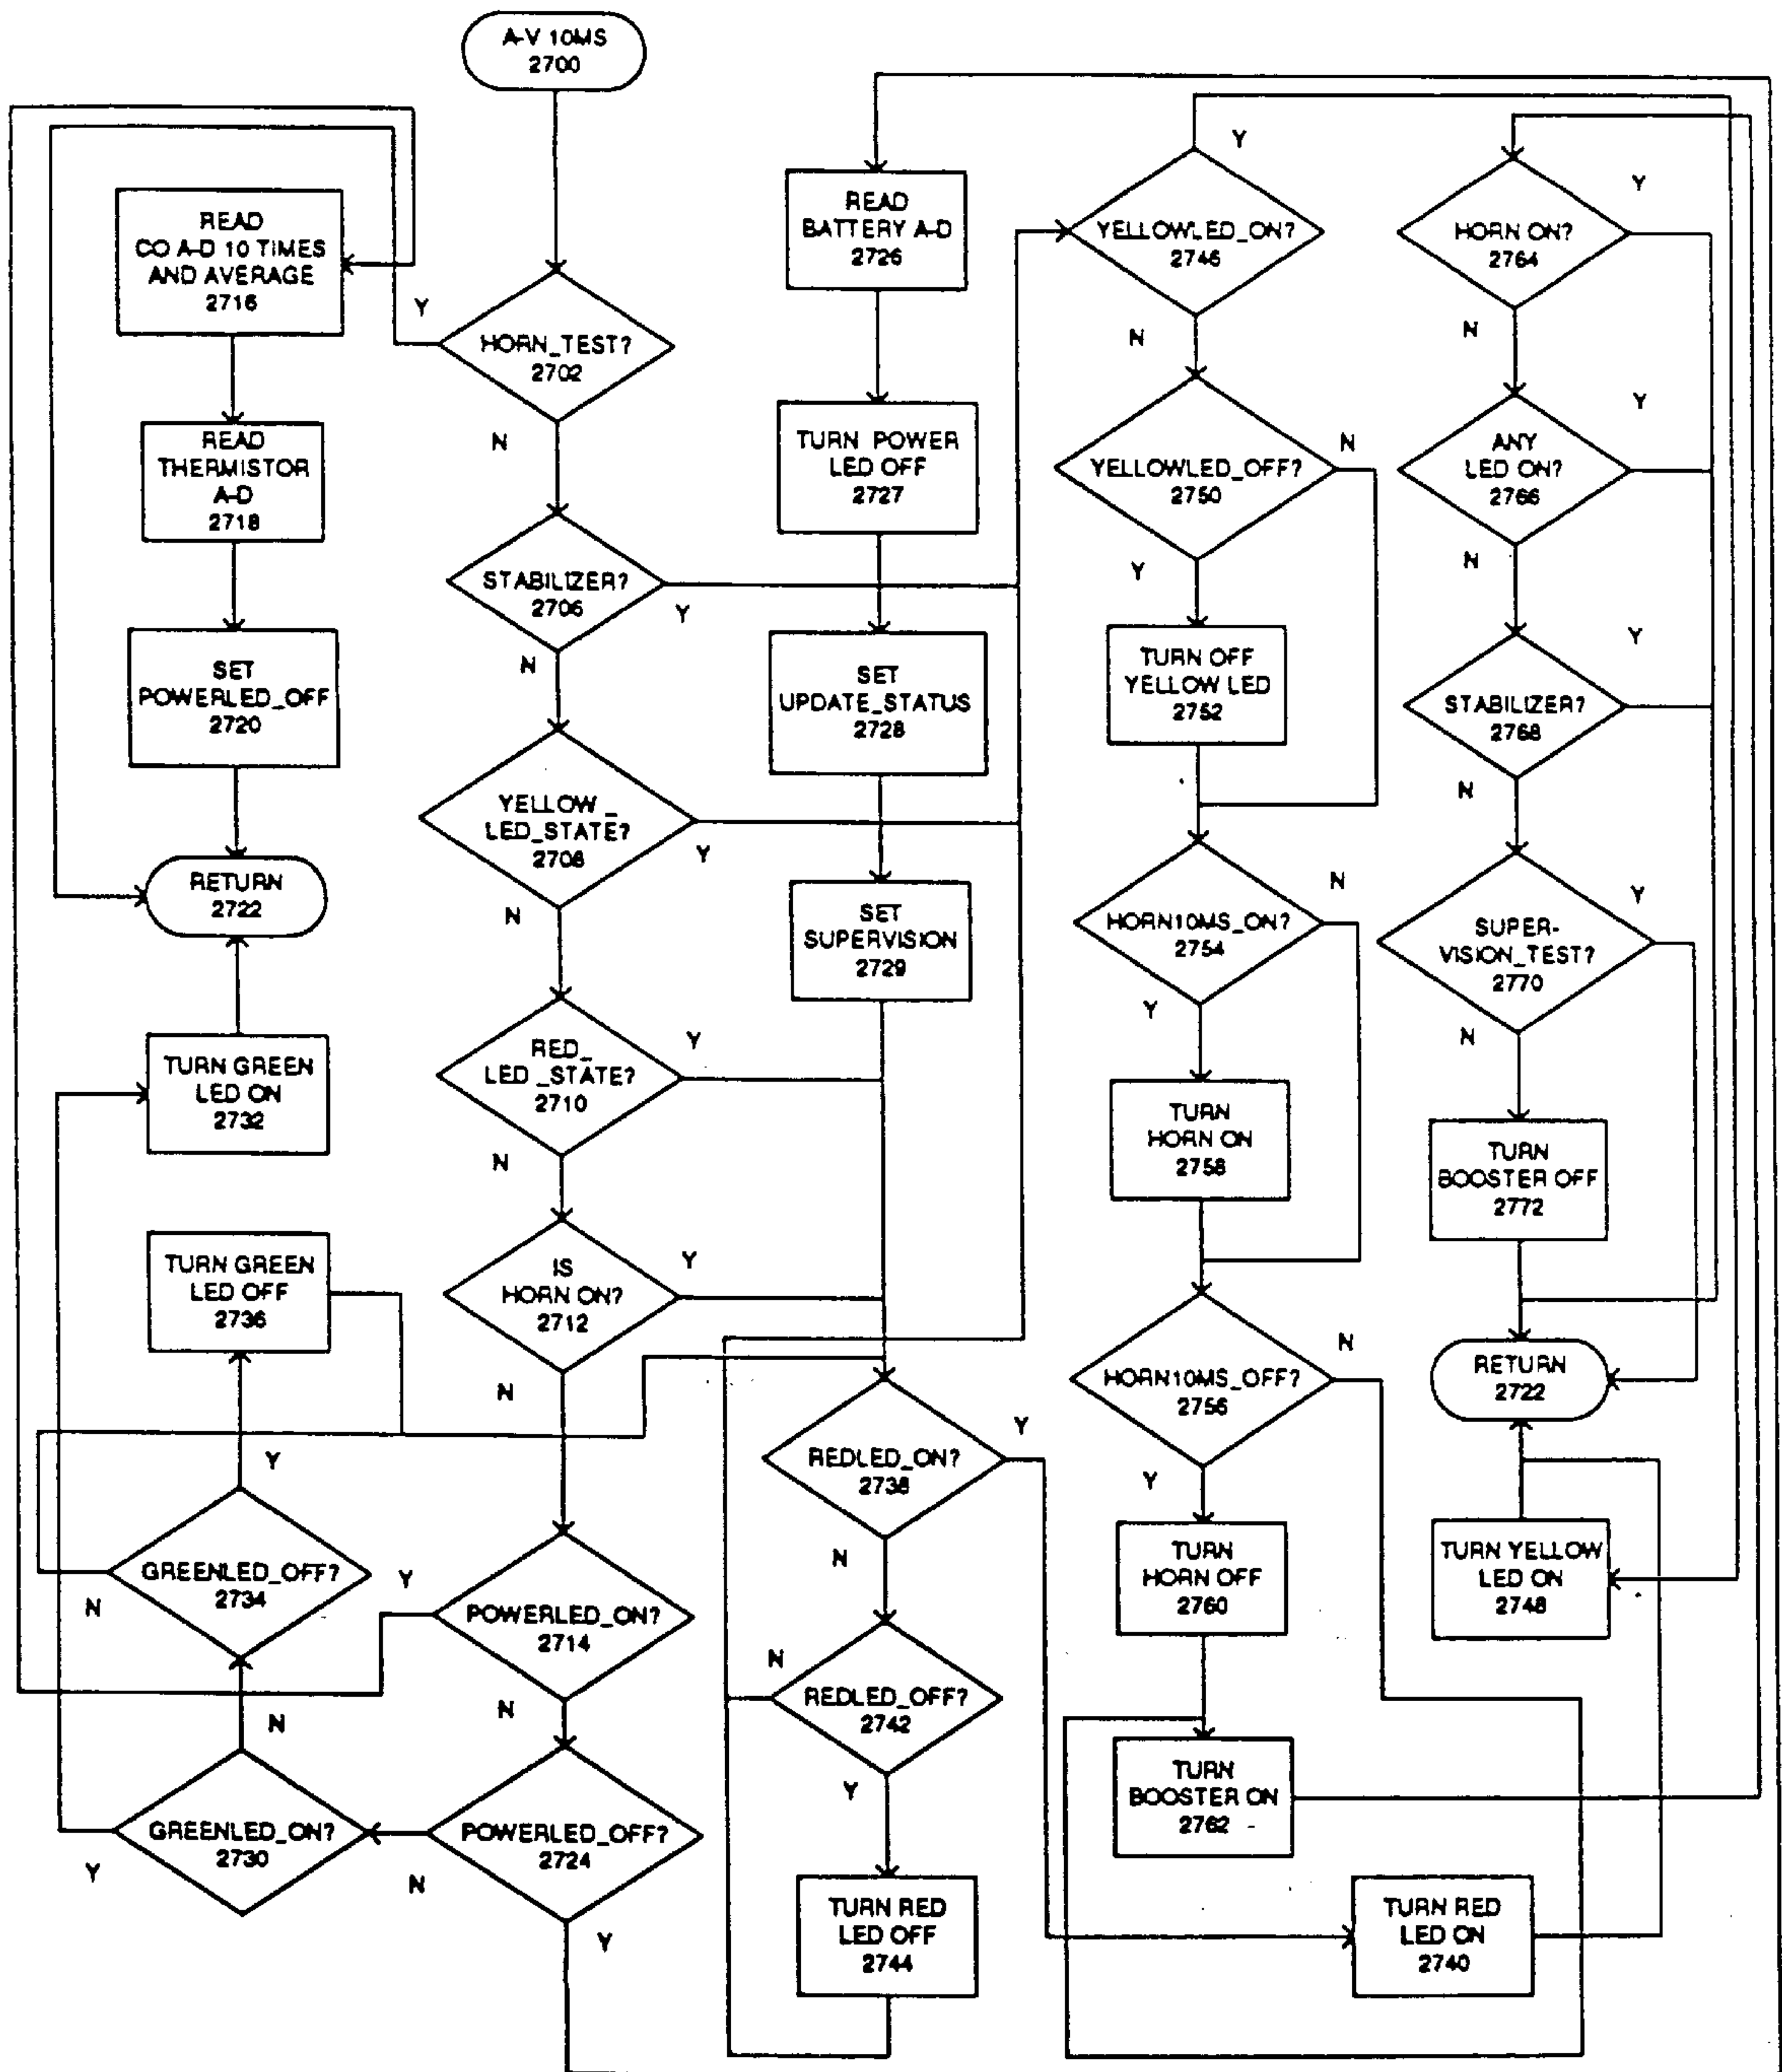 A-V 10MS
2700
READ
CO A-D 10 TIMES
AND AVERAGE
2716
Y
HORN_TEST?
2702
N
READ
THERMISTOR
A-D
2718
STABILIZER?
2706
Y
N
SET
POWERLED_OFF
2720
YELLOW_
LED_STATE?
2708
Y
N
RETURN
2722
RED_
LED_STATE?
2710
Y
N
TURN GREEN
LED ON
2732
IS
HORN ON?
2712
Y
N
TURN GREEN
LED OFF
2736
Y
GREENLED_OFF?
2734
N
Y
POWERLED_ON?
2714
N
N
GREENLED_ON?
2730
Y
POWERLED_OFF?
2724
N
Y
READ
BATTERY A-D
2726
TURN POWER
LED OFF
2727
SET
UPDATE_STATUS
2728
SET
SUPERVISION
2729
REDLED_ON?
2738
Y
N
N
REDLED_OFF?
2742
Y
TURN RED
LED OFF
2744
Y
YELLOWLED_ON?
2746
N
YELLOWLED_OFF?
2750
N
Y
TURN OFF
YELLOW LED
2752
HORN10MS_ON?
2754
N
Y
TURN
HORN ON
2758
HORN10MS_OFF?
2756
N
Y
TURN
HORN OFF
2760
TURN
BOOSTER ON
2762
Y
HORN ON?
2764
N
Y
ANY
LED ON?
2766
N
Y
STABILIZER?
2768
N
Y
SUPER-
VISION_TEST?
2770
N
TURN
BOOSTER OFF
2772
RETURN
2722
TURN YELLOW
LED ON
2748
TURN RED
LED ON
2740